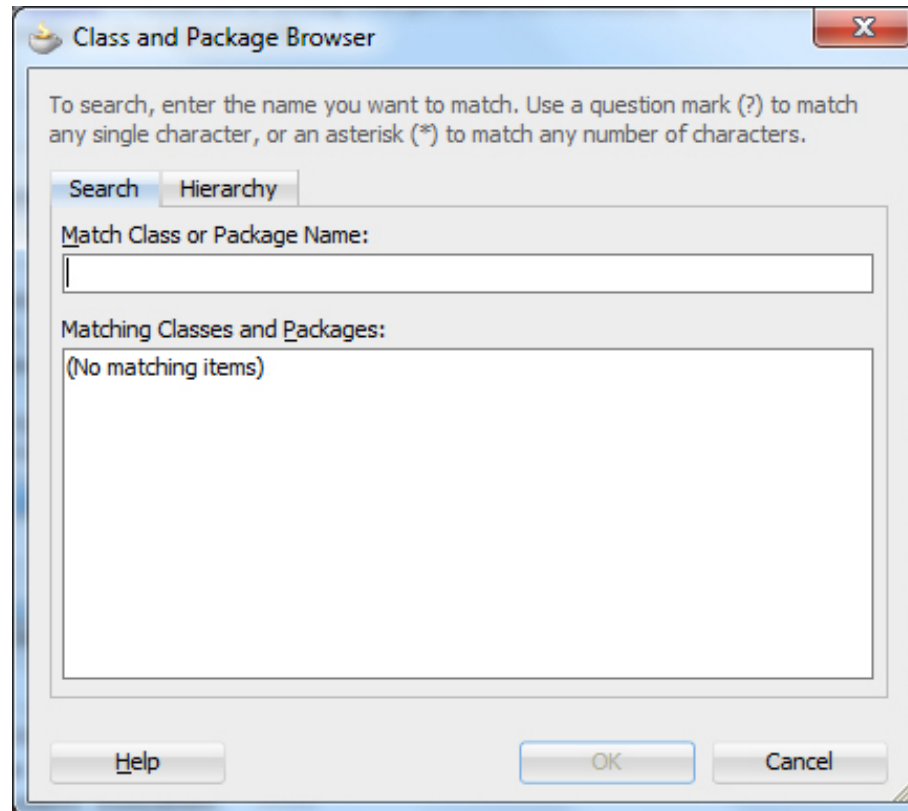 Class and Package Browser
To search, enter the name you want to match. Use a question mark (?) to match
any single character, or an asterisk (*) to match any number of characters.
Search Hierarchy
Match Class or Package Name:
Matching Classes and Packages:
(No matching items)
Help OK Cancel